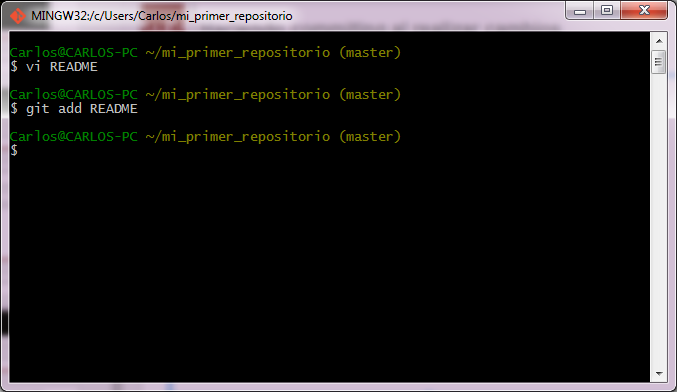 MINGW32:/c/Users/Carlos/mi_primer_repositorio
Carlos@CARLOS-PC ~/mi_primer_repositorio (master)
$ vi README
Carlos@CARLOS-PC ~/mi_primer_repositorio (master)
$ git add README
Carlos@CARLOS-PC ~/mi_primer_repositorio (master)
$